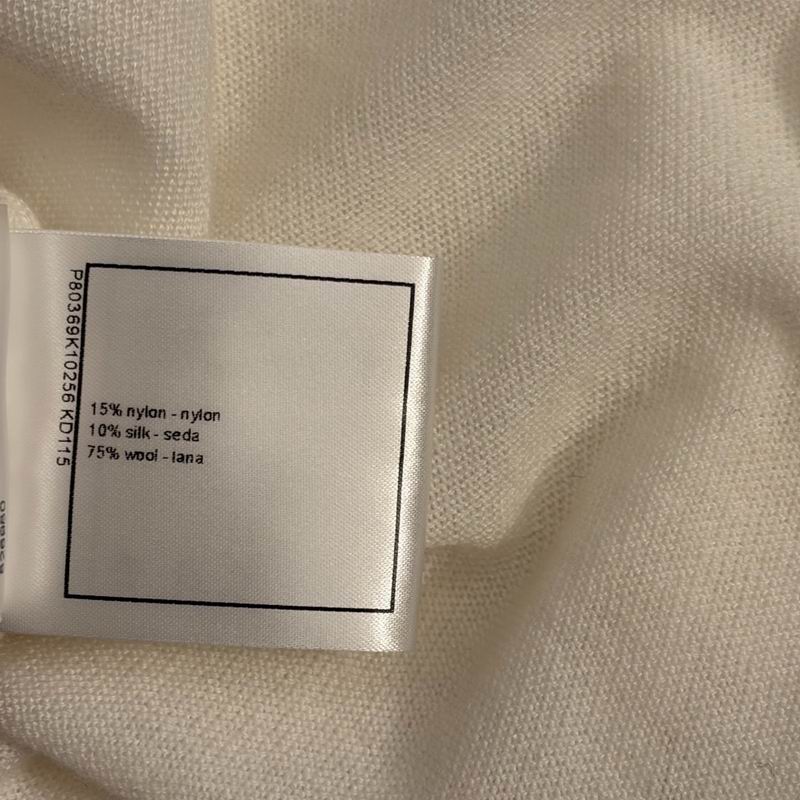 P80369K10256 KD115
15% nylon - nylon
10% silk - seda
75% wool - lana